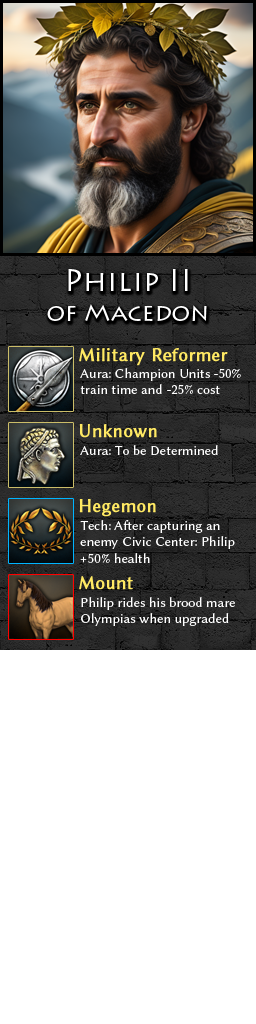 Philip II
of Macedon
Military Reformer
Aura: Champion Units -50%
train time and -25% cost
Unknown
Aura: To be Determined
Hegemon
Tech: After capturing an
enemy Civic Center: Philip
+50% health
Mount
Philip rides his brood mare
Olympias when upgraded